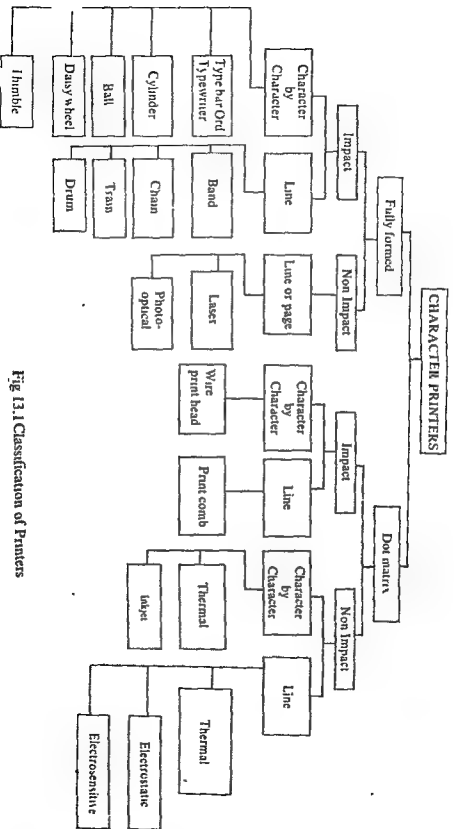 CHARACTER PRINTERS
Fully formed
Dot matrix
Impact
Non Impact
Impact
Non Impact
Character
by
Character
Line
Line or page
Character
by
Character
Line
Character
by
Character
Line
Type bar Ord
Typewriter
Cylinder
Ball
Daisy wheel
Thimble
Band
Chain
Train
Drum
Laser
Photo-
optical
Wire
print head
Print comb
Thermal
Inkjet
Thermal
Electrostatic
Electrosensitive
Fig 13.1 Classification of Printers